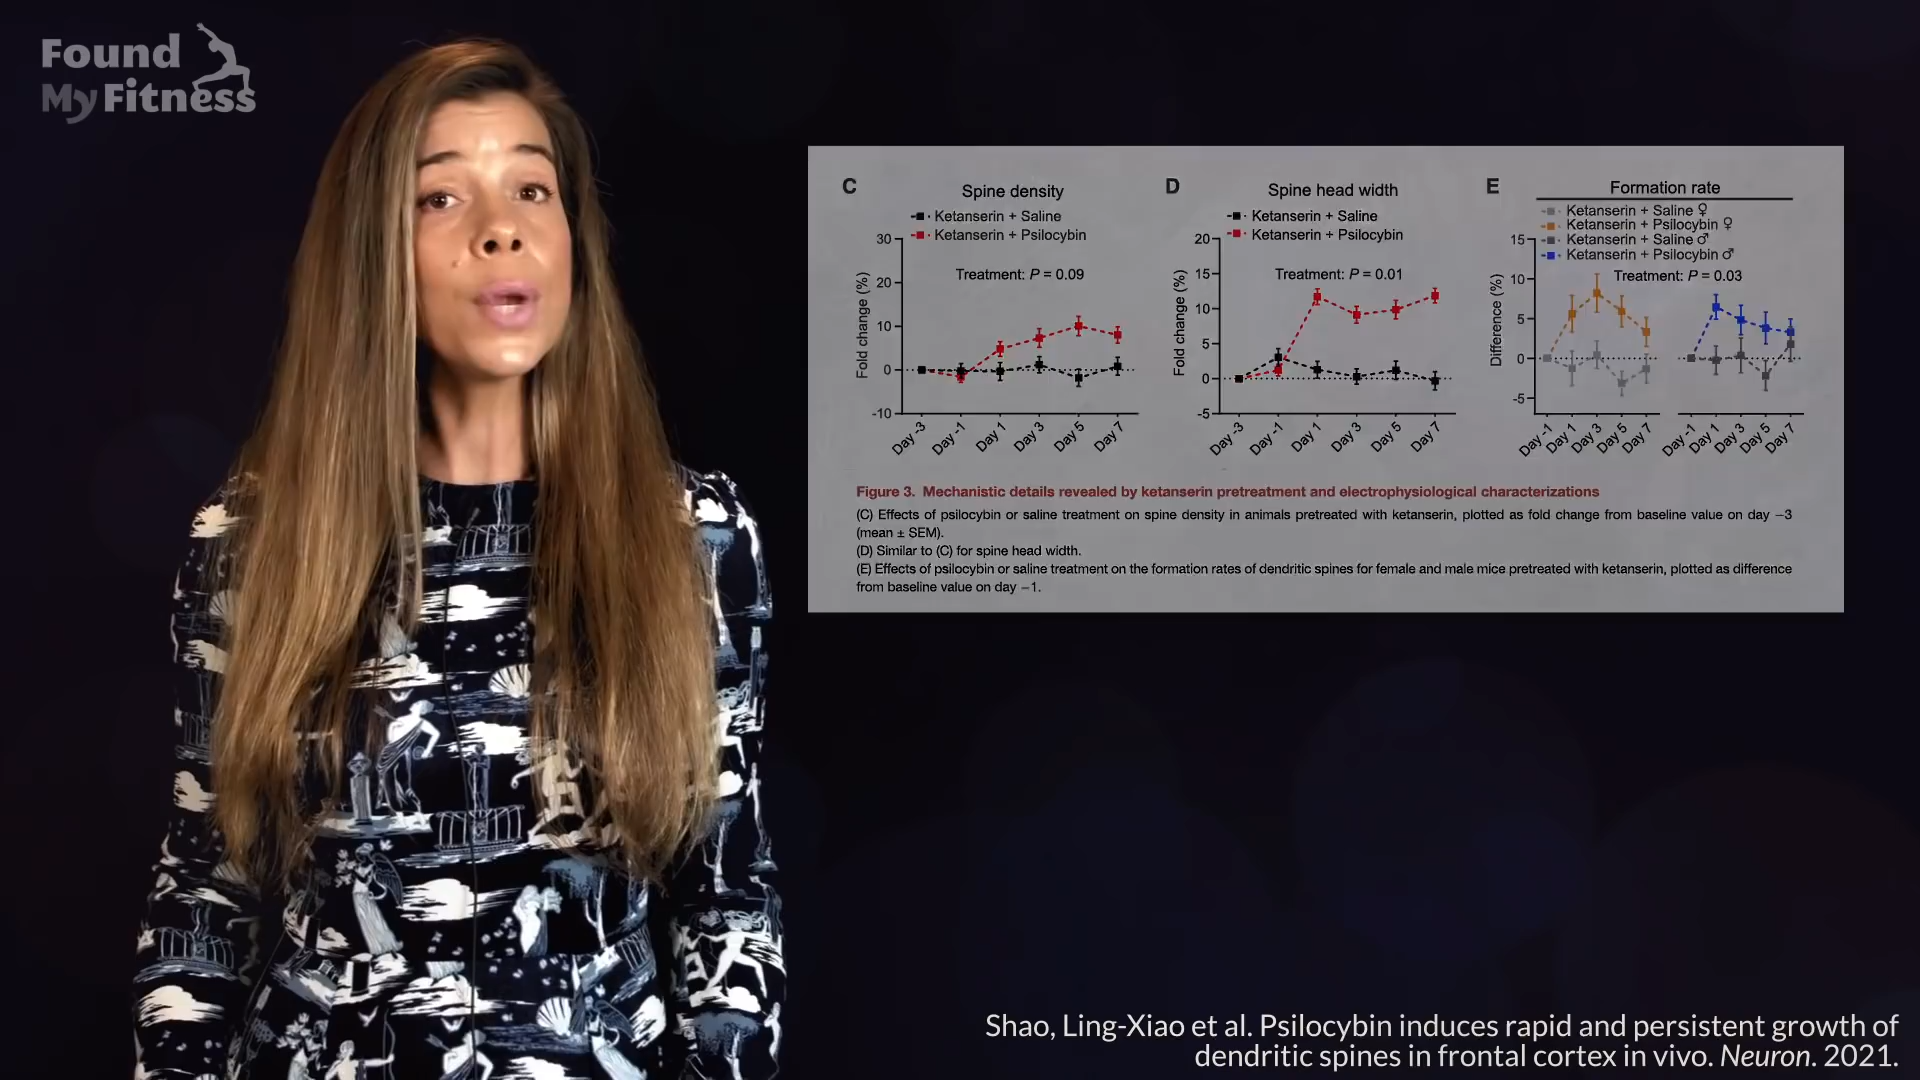 Found
My Fitness
C
Spine density
Ketanserin + Saline
Ketanserin + Psilocybin
Treatment: P = 0.09
Fold change (%)
30
20
10
0
-10
Day -3
Day -1
Day 1
Day 3
Day 5
Day 7
D
Spine head width
Ketanserin + Saline
Ketanserin + Psilocybin
Treatment: P = 0.01
Fold change (%)
20
15
10
5
0
-5
Day -3
Day -1
Day 1
Day 3
Day 5
Day 7
E
Formation rate
Ketanserin + Saline ♀
Ketanserin + Psilocybin ♀
Ketanserin + Saline ♂
Ketanserin + Psilocybin ♂
Treatment: P = 0.03
Difference (%)
15
10
5
0
-5
Day -1
Day 1
Day 3
Day 5
Day 7
Day -1
Day 1
Day 3
Day 5
Day 7
Figure 3. Mechanistic details revealed by ketanserin pretreatment and electrophysiological characterizations
(C) Effects of psilocybin or saline treatment on spine density in animals pretreated with ketanserin, plotted as fold change from baseline value on day −3
(mean ± SEM).
(D) Similar to (C) for spine head width.
(E) Effects of psilocybin or saline treatment on the formation rates of dendritic spines for female and male mice pretreated with ketanserin, plotted as difference
from baseline value on day −1.
Shao, Ling-Xiao et al. Psilocybin induces rapid and persistent growth of
dendritic spines in frontal cortex in vivo. Neuron. 2021.